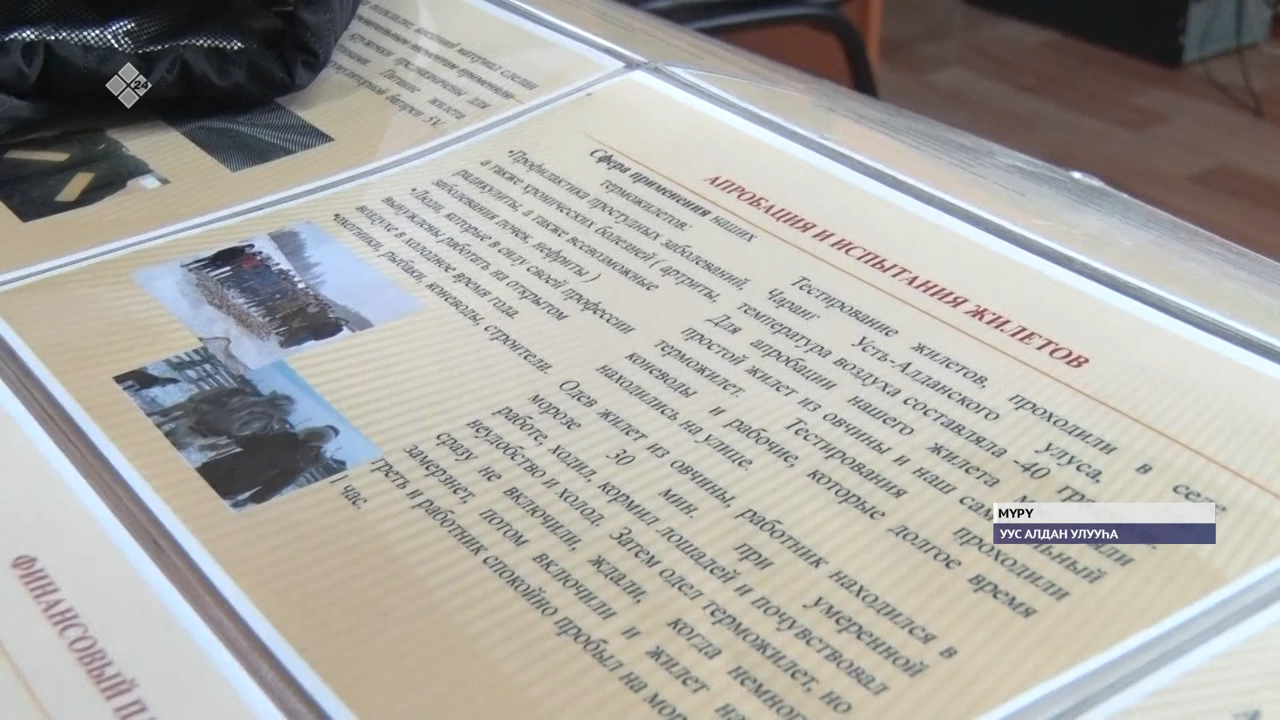 24
материал сделан
5V.
АПРОБАЦИЯ И ИСПЫТАНИЯ ЖИЛЕТОВ
Сфера применения наших
терможилетов.
•Профилактика простудных заболеваний,
а также хронических болезней ( артриты,
радикулиты, а также всевозможные
заболевания почек, нефриты)
•Люди, которые в силу своей профессии
вынуждены работать на открытом
воздухе в холодное время года.
•охотники, рыбаки, коневоды, строители.
Тестирование жилетов, проходили в селе
Чаранг Усть-Алданского улуса,
температура воздуха составляла -40
Для апробации нашего жилета
простой жилет из овчины и наш
терможилет. Тестирования проходили
коневоды и рабочие, которые долгое время
находились на улице.
Одев жилет из овчины, работник находился в
морозе 30 мин. при умеренной
работе, ходил, кормил лошадей и почувствовал
неудобство и холод. Затем одел терможилет, но
сразу не включили, ждали, когда немного
замерзнет, потом включили и жилет
греть и работник спокойно пробыл на
1 час.
ФИНАНСОВЫЙ
МҮРҮ
УУС АЛДАН УЛУУҺА